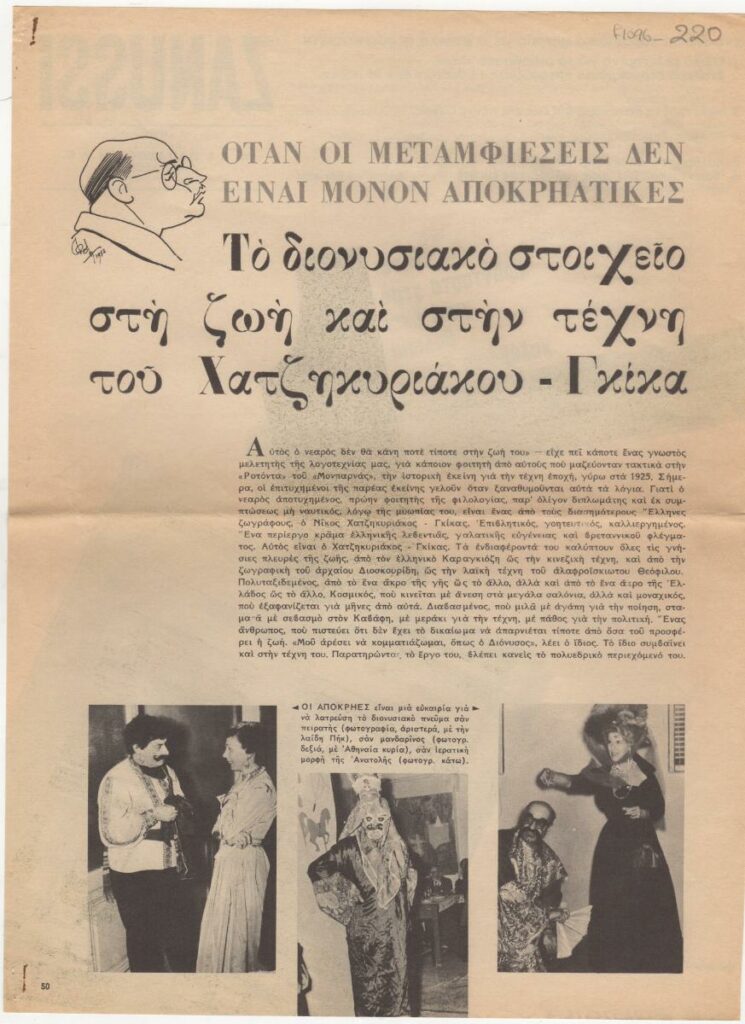 F1096-220
ΟΤΑΝ ΟΙ ΜΕΤΑΜΦΙΕΣΕΙΣ ΔΕΝ
ΕΙΝΑΙ ΜΟΝΟΝ ΑΠΟΚΡΗΑΤΙΚΕΣ
Τὸ διονυσιακὸ στοιχεῖο
στὴ ζωὴ καὶ στὴν τέχνη
τοῦ Χατζηκυριάκου - Γκίκα
Αὐτὸς ὁ νεαρὸς δὲν θὰ κάνη ποτὲ τίποτε στὴν ζωή του» — εἶχε πεῖ κάποτε ἕνας γνωστὸς
μελετητὴς τῆς λογοτεχνίας μας, γιὰ κάποιον φοιτητὴ ἀπὸ αὐτοὺς ποὺ μαζεύονταν τακτικὰ στὴν
«Ροτόντα» τοῦ «Μονπαρνάς», τὴν ἱστορικὴ ἐκείνη γιὰ τὴν τέχνη ἐποχή, γύρω στὰ 1925. Σήμε-
ρα, οἱ ἐπιτυχημένοι τῆς παρέας ἐκείνης γελοῦν ὅταν ξαναθυμοῦνται αὐτὰ τὰ λόγια. Γιατὶ ὁ
νεαρὸς ἀποτυχημένος, πρώην φοιτητὴς τῆς φιλολογίας, παρ' ὀλίγον διπλωμάτης καὶ ἐκ συμ-
πτώσεως μὴ ναυτικός, λόγῳ τῆς μυωπίας του, εἶναι ἕνας ἀπὸ τοὺς διασημότερους Ἕλληνες
ζωγράφους, ὁ Νῖκος Χατζηκυριάκος - Γκίκας. Ἐπιβλητικός, γοητευτικός, καλλιεργημένος.
Ἕνα περίεργο κρᾶμα ἑλληνικῆς λεβεντιᾶς, γαλατικῆς εὐγένειας καὶ βρεταννικοῦ φλέγμα-
τος. Αὐτὸς εἶναι ὁ Χατζηκυριάκος - Γκίκας. Τὰ ἐνδιαφέροντά του καλύπτουν ὅλες τὶς γνή-
σιες πλευρὲς τῆς ζωῆς, ἀπὸ τὸν ἑλληνικὸ Καραγκιόζη ὣς τὴν κινεζικὴ τέχνη, καὶ ἀπὸ τὴν
ζωγραφικὴ τοῦ ἀρχαίου Διοσκουρίδη, ὣς τὴν λαϊκὴ τέχνη τοῦ ἀλαφροΐσκιωτου Θεόφιλου.
Πολυταξιδεμένος, ἀπὸ τὸ ἕνα ἄκρο τῆς γῆς ὣς τὸ ἄλλο, ἀλλὰ καὶ ἀπὸ τὸ ἕνα ἄκρο τῆς Ἑλ-
λάδος ὣς τὸ ἄλλο, Κοσμικός, ποὺ κινεῖται μὲ ἄνεση στὰ μεγάλα σαλόνια, ἀλλὰ καὶ μοναχικός,
ποὺ ἐξαφανίζεται γιὰ μῆνες ἀπὸ αὐτά. Διαβασμένος, ποὺ μιλᾶ μὲ ἀγάπη γιὰ τὴν ποίηση, στα-
ματᾶ μὲ σεβασμὸ στὸν Καβάφη, μὲ μεράκι γιὰ τὴν τέχνη, μὲ πάθος γιὰ τὴν πολιτική. Ἕνας
ἄνθρωπος, ποὺ πιστεύει ὅτι δὲν ἔχει τὸ δικαίωμα νὰ ἀπαρνιέται τίποτε ἀπὸ ὅσα τοῦ προσφέ-
ρει ἡ ζωή. «Μοῦ ἀρέσει νὰ κομματιάζωμαι, ὅπως ὁ Διόνυσος», λέει ὁ ἴδιος. Τὸ ἴδιο συμβαίνει
καὶ στὴν τέχνη του. Παρατηρώντας τὸ ἔργο του, βλέπει κανεὶς τὸ πολυεδρικὸ περιεχόμενό του.
◄ ΟΙ ΑΠΟΚΡΗΕΣ εἶναι μιὰ εὐκαιρία γιὰ ►
νὰ λατρεύση τὸ διονυσιακὸ πνεῦμα σὰν
πειρατὴς (φωτογραφία, ἀριστερά, μὲ τὴν
λαίδη Πήκ), σὰν μανδαρῖνος (φωτογρ.
δεξιά, μὲ Ἀθηναία κυρία), σὰν ἱερατικὴ
μορφὴ τῆς Ἀνατολῆς (φωτογρ. κάτω).
50